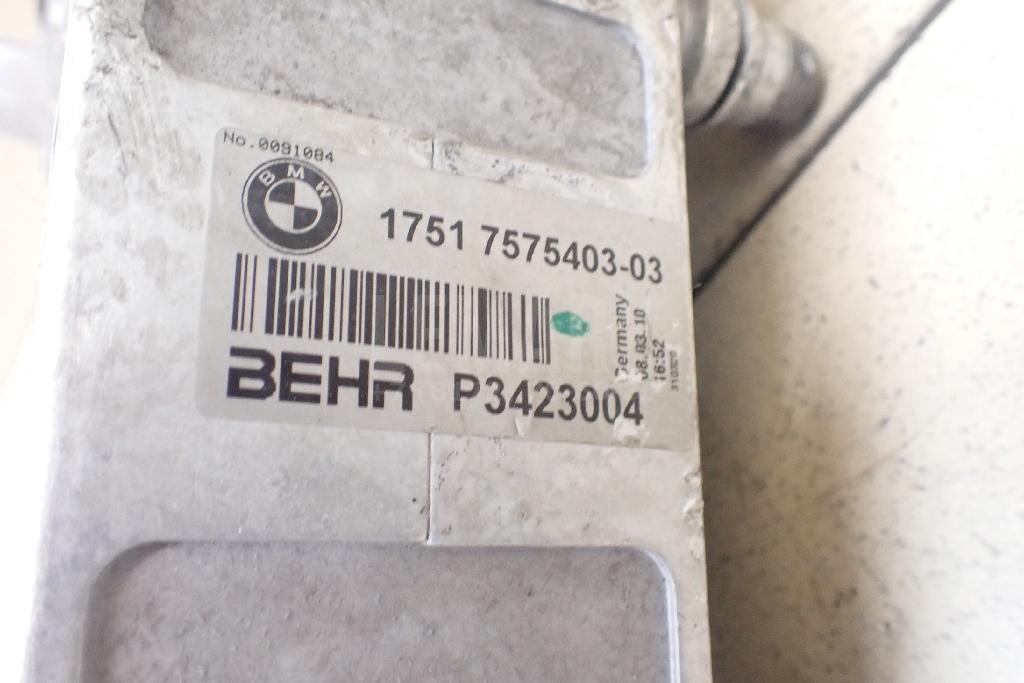 No.0091084
BMW
1751 7575403-03
BEHR P3423004
Germany
08.03.10
16:52